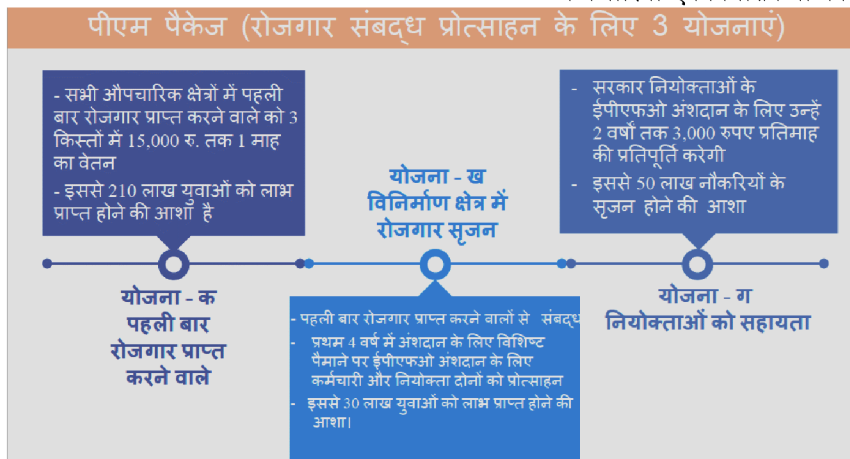 पीएम पैकेज (रोजगार संबद्ध प्रोत्साहन के लिए 3 योजनाएं)
- सभी औपचारिक क्षेत्रों में पहली
बार रोजगार प्राप्त करने वाले को 3
किस्तों में 15,000 रु. तक 1 माह
का वेतन
- इससे 210 लाख युवाओं को लाभ
प्राप्त होने की आशा है
योजना - क
पहली बार
रोजगार प्राप्त
करने वाले
योजना - ख
विनिर्माण क्षेत्र में
रोजगार सृजन
- पहली बार रोजगार प्राप्त करने वालों से संबद्ध
- प्रथम 4 वर्ष में अंशदान के लिए विशिष्ट
पैमाने पर ईपीएफओ अंशदान के लिए
कर्मचारी और नियोक्ता दोनों को प्रोत्साहन
- इससे 30 लाख युवाओं को लाभ प्राप्त होने की
आशा।
- सरकार नियोक्ताओं के
ईपीएफओ अंशदान के लिए उन्हें
2 वर्षों तक 3,000 रुपए प्रतिमाह
की प्रतिपूर्ति करेगी
- इससे 50 लाख नौकरियों के
सृजन होने की आशा
योजना - ग
नियोक्ताओं को सहायता